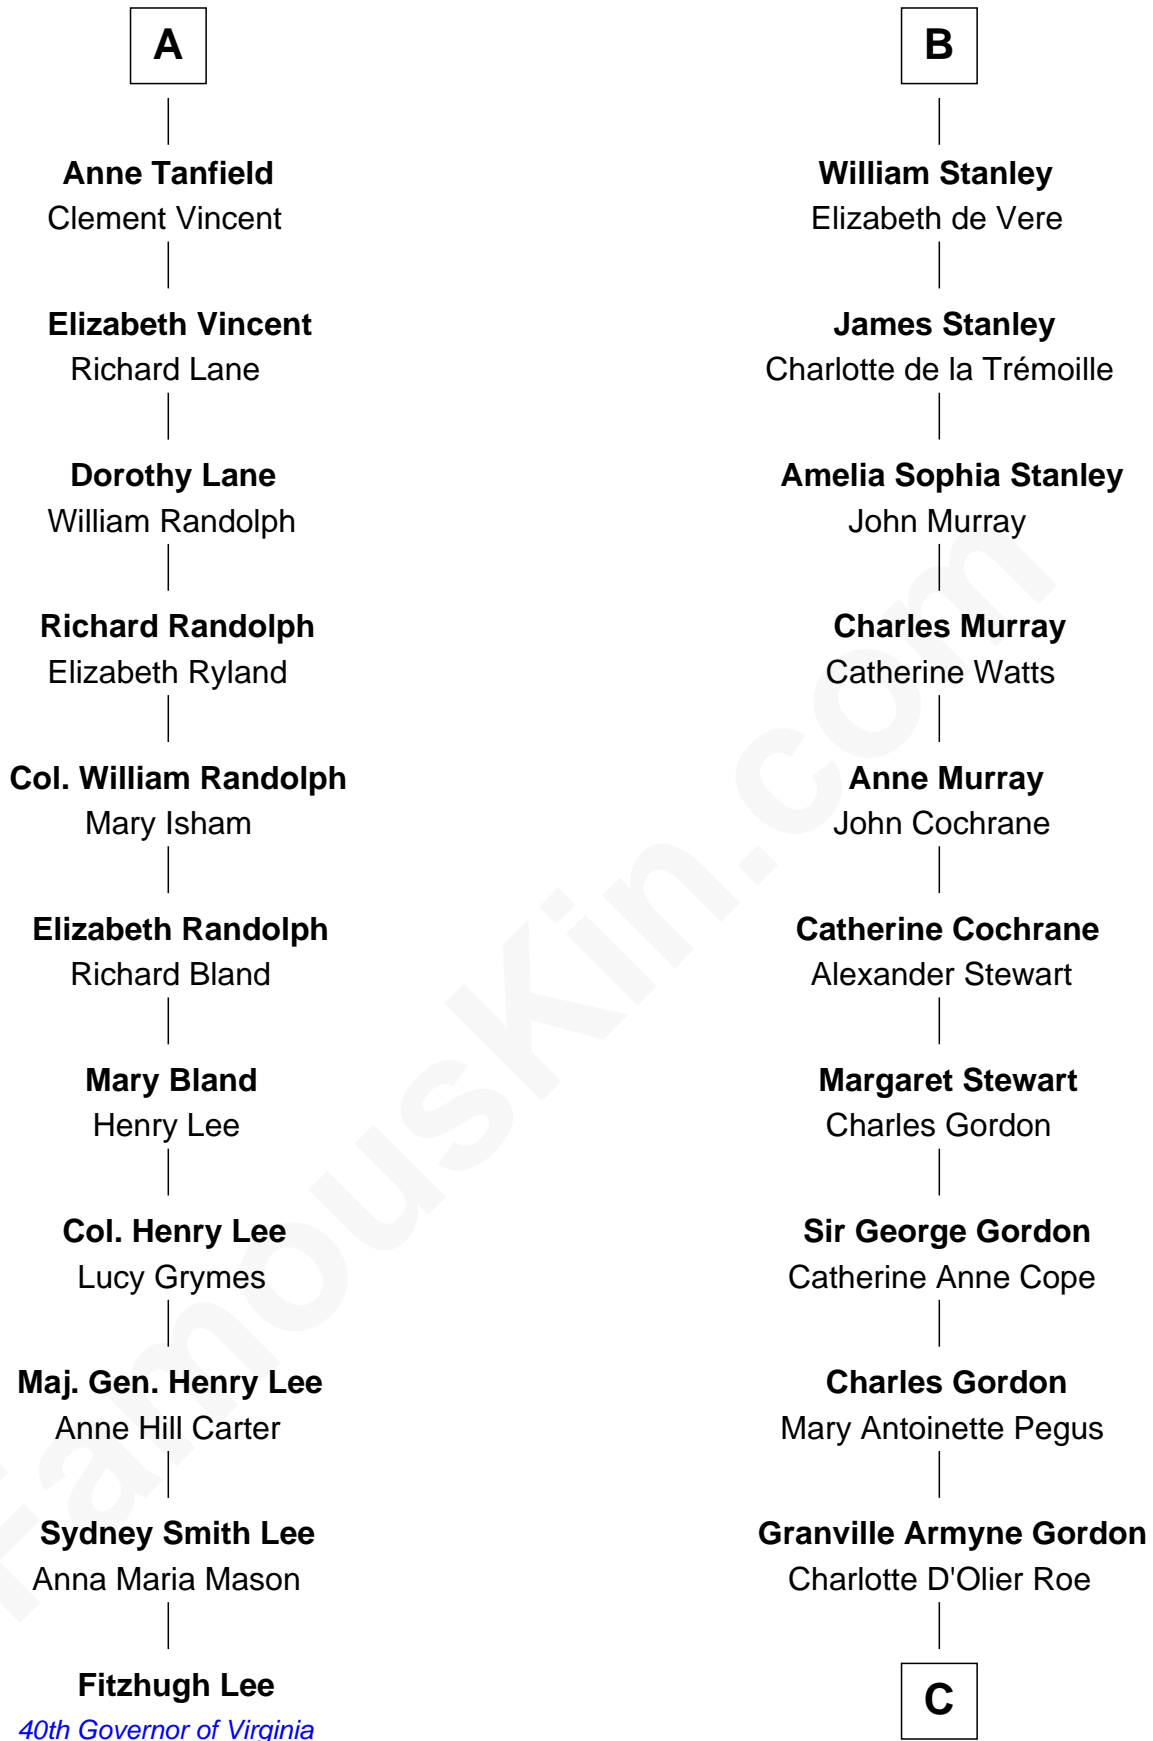 A
Anne Tanfield
Clement Vincent
Elizabeth Vincent
Richard Lane
Dorothy Lane
William Randolph
Richard Randolph
Elizabeth Ryland
Col. William Randolph
Mary Isham
Elizabeth Randolph
Richard Bland
Mary Bland
Henry Lee
Col. Henry Lee
Lucy Grymes
Maj. Gen. Henry Lee
Anne Hill Carter
Sydney Smith Lee
Anna Maria Mason
Fitzhugh Lee
40th Governor of Virginia
B
William Stanley
Elizabeth de Vere
James Stanley
Charlotte de la Trémoille
Amelia Sophia Stanley
John Murray
Charles Murray
Catherine Watts
Anne Murray
John Cochrane
Catherine Cochrane
Alexander Stewart
Margaret Stewart
Charles Gordon
Sir George Gordon
Catherine Anne Cope
Charles Gordon
Mary Antoinette Pegus
Granville Armyne Gordon
Charlotte D'Olier Roe
C
FamousKin.com